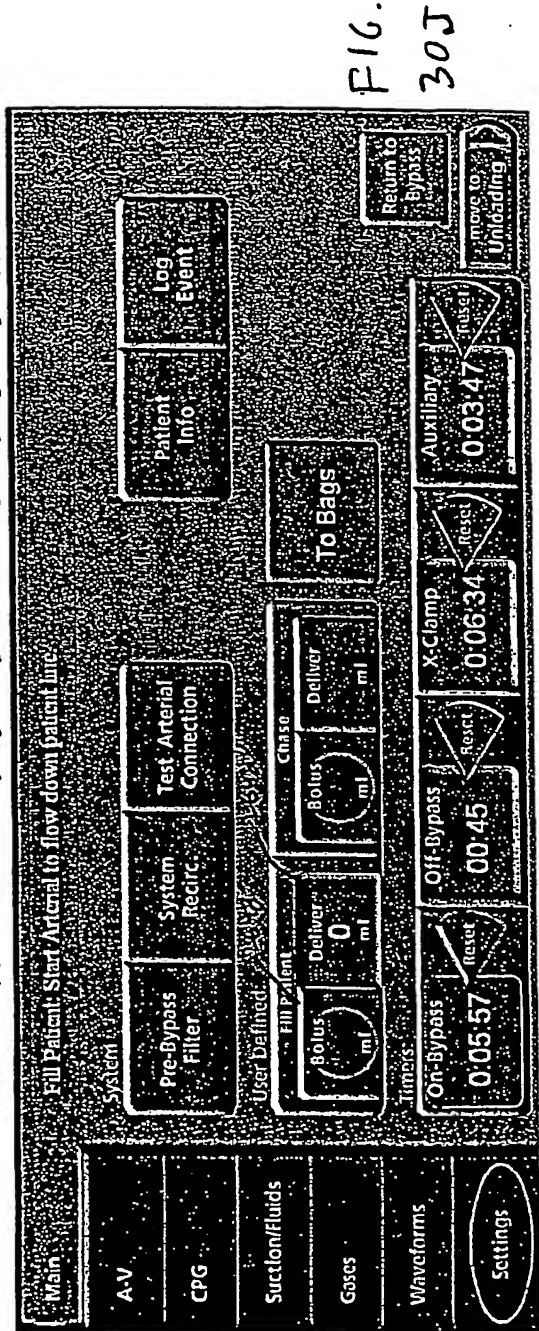 Main
A-V
CPG
Suction/Fluids
Gases
Waveforms
Settings
Fill Patient: Start Arterial to flow down patient line
System
Pre-Bypass
Filter
System
Recirc.
Test Arterial
Connection
Patient
Info
Log
Event
User Defined
Fill Patient
Bolus
ml
Deliver
0
ml
Chase
Bolus
ml
Deliver
ml
To Bags
Timers
On-Bypass
0:05:57
Reset
Off-Bypass
00:45
Reset
X-Clamp
0:06:34
Reset
Auxiliary
0:03:47
Reset
Return to
Bypass
move to
Unloading
FIG.
30J